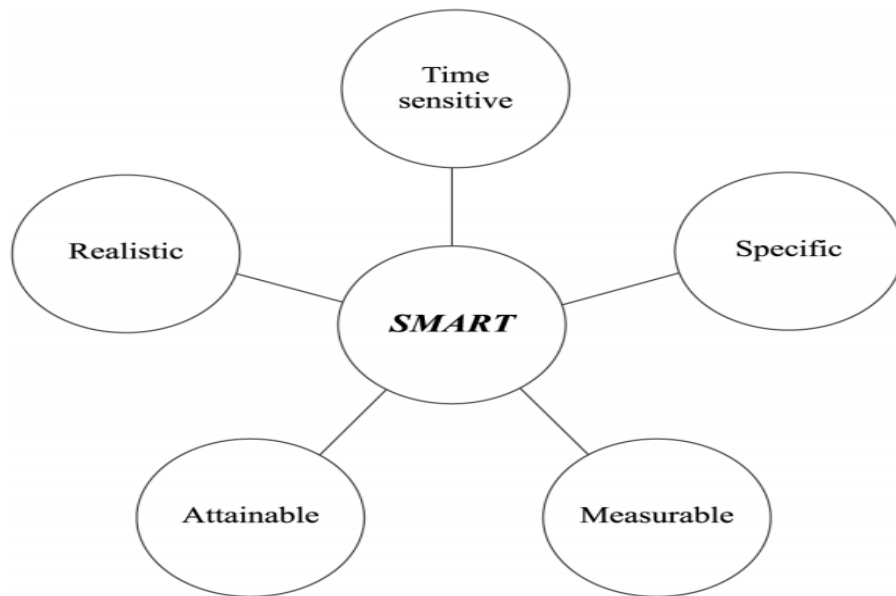 Time
sensitive
Realistic
Specific
SMART
Attainable
Measurable